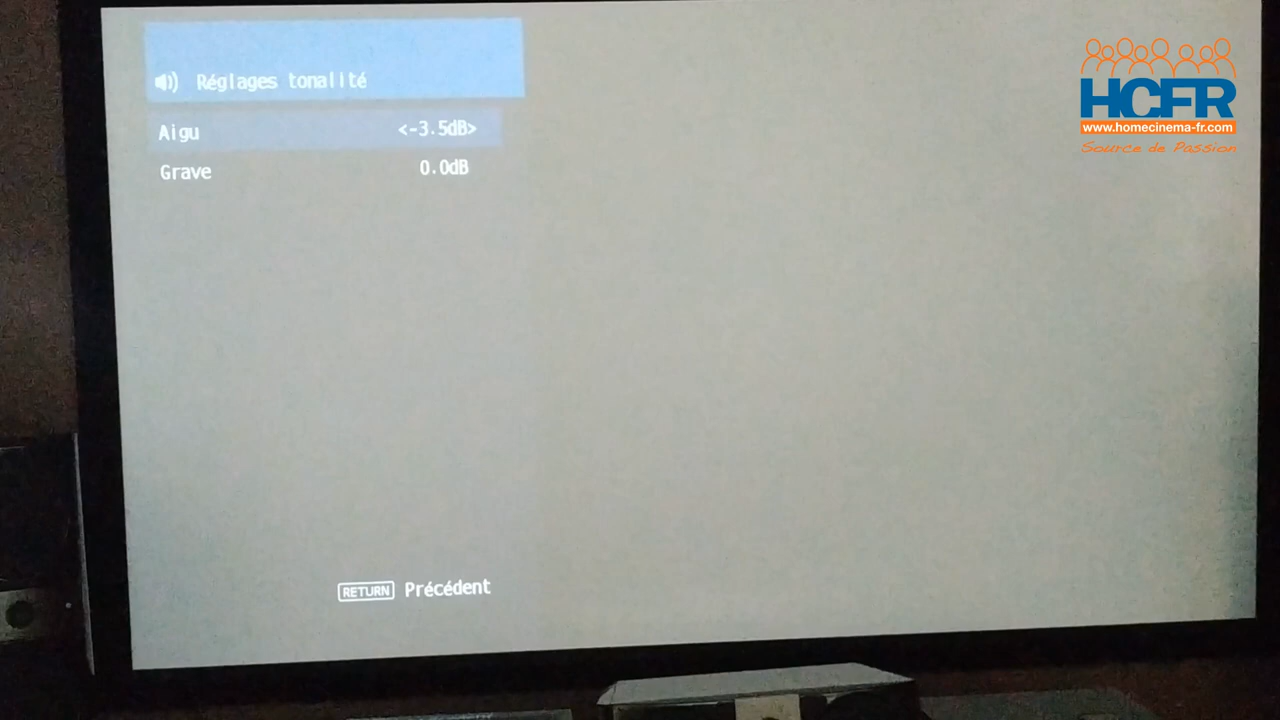 Réglages tonalité
Aigu <-3.5dB>
Grave 0.0dB
RETURN Précédent
HCFR
www.homecinema-fr.com
Source de Passion